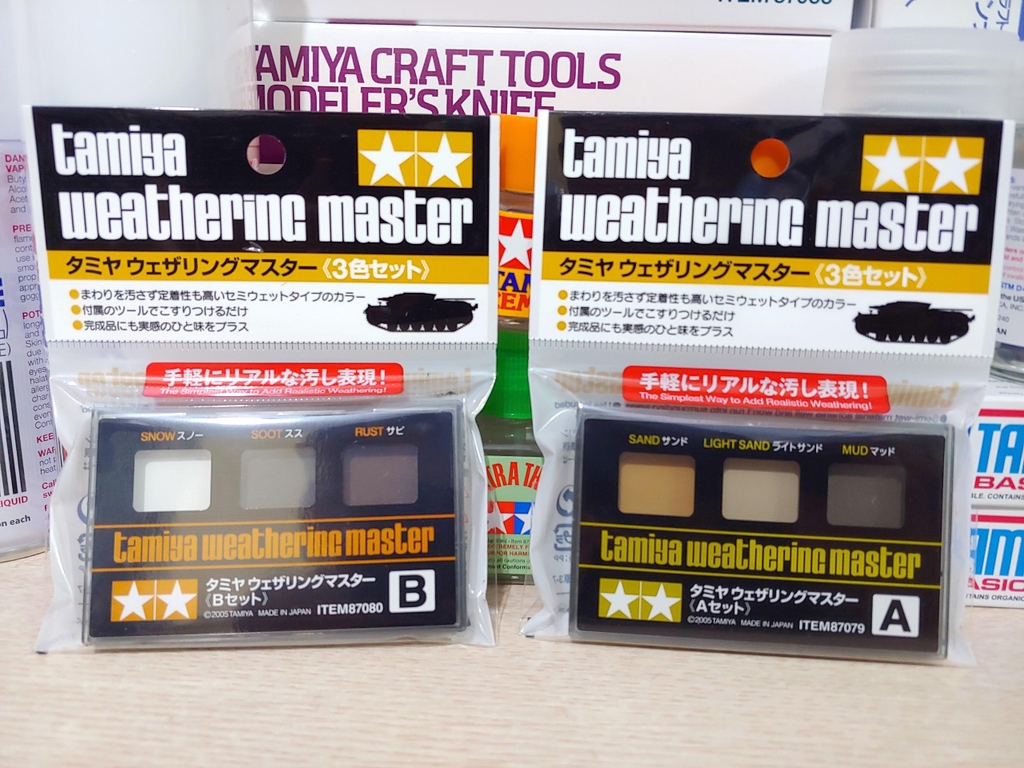 TAMIYA CRAFT TOOLS
MODELER'S KNIFE
tamiya
weathering master
タミヤ ウェザリングマスター《3色セット》
●まわりを汚さず定着性も高いセミウェットタイプのカラー
●付属のツールでこすりつけるだけ
●完成品にも実感のひと味をプラス
手軽にリアルな汚し表現!
The Simplest Way to Add Realistic Weathering!
SNOW スノー
SOOT スス
RUST サビ
tamiya weathering master
タミヤ ウェザリングマスター
《Bセット》
B
©2005 TAMIYA MADE IN JAPAN ITEM87080
tamiya
weathering master
タミヤ ウェザリングマスター《3色セット》
●まわりを汚さず定着性も高いセミウェットタイプのカラー
●付属のツールでこすりつけるだけ
●完成品にも実感のひと味をプラス
手軽にリアルな汚し表現!
The Simplest Way to Add Realistic Weathering!
SAND サンド
LIGHT SAND ライトサンド
MUD マッド
tamiya weathering master
タミヤ ウェザリングマスター
《Aセット》
A
©2005 TAMIYA MADE IN JAPAN ITEM87079